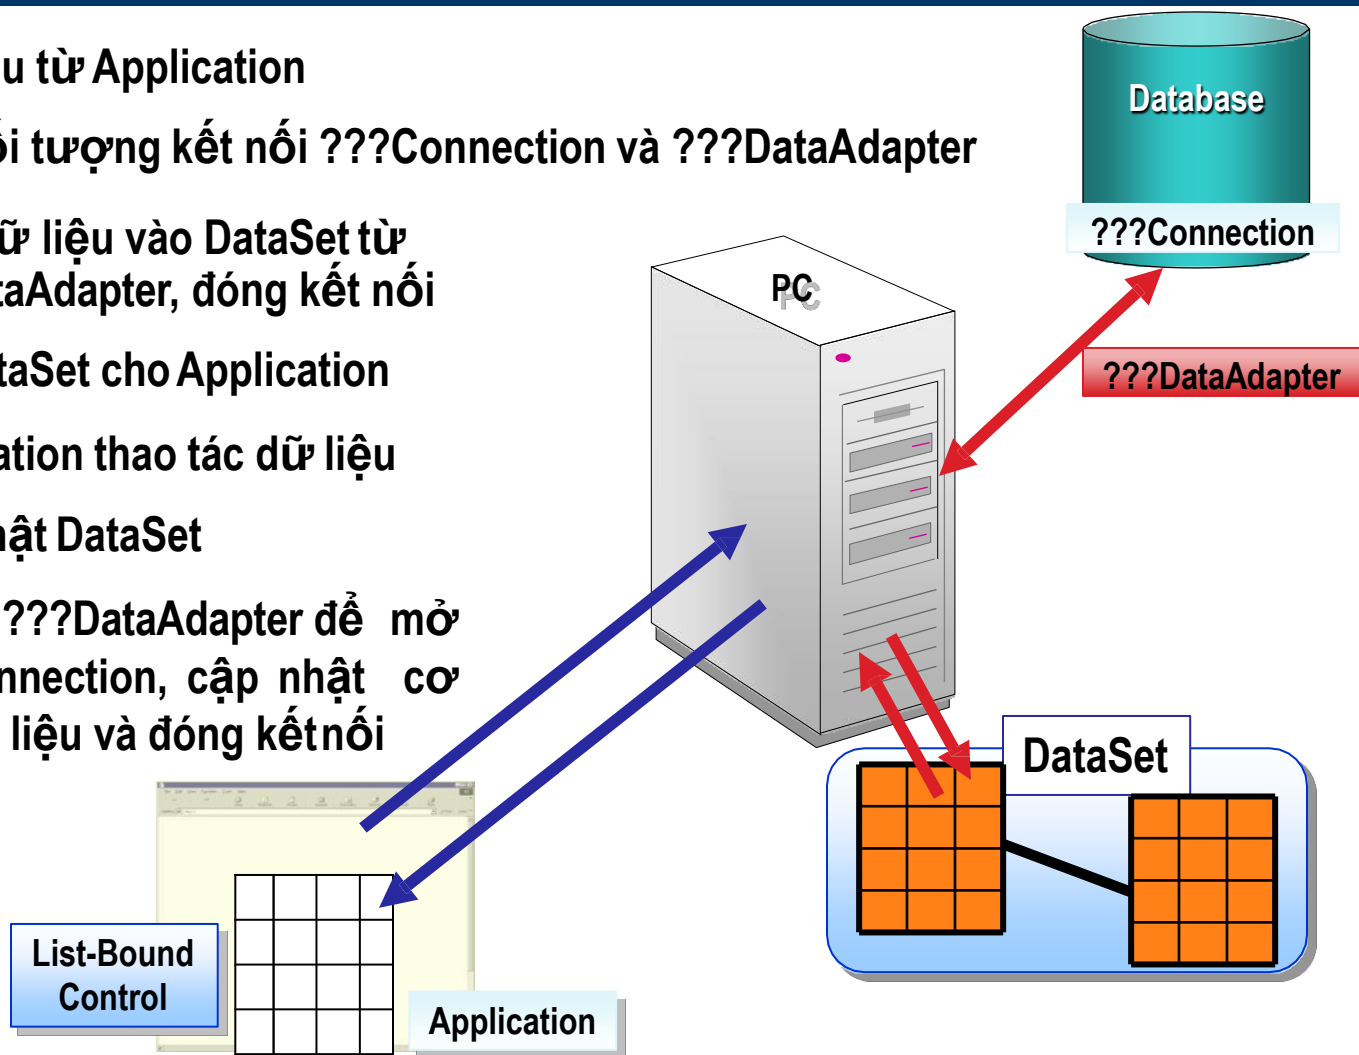 u từ Application
ối tượng kết nối ???Connection và ???DataAdapter
ữ liệu vào DataSet từ
taAdapter, đóng kết nối
taSet cho Application
ation thao tác dữ liệu
hật DataSet
???DataAdapter để mở
nnection, cập nhật cơ
liệu và đóng kết nối
Database
???Connection
PC
???DataAdapter
DataSet
List-Bound
Control
Application